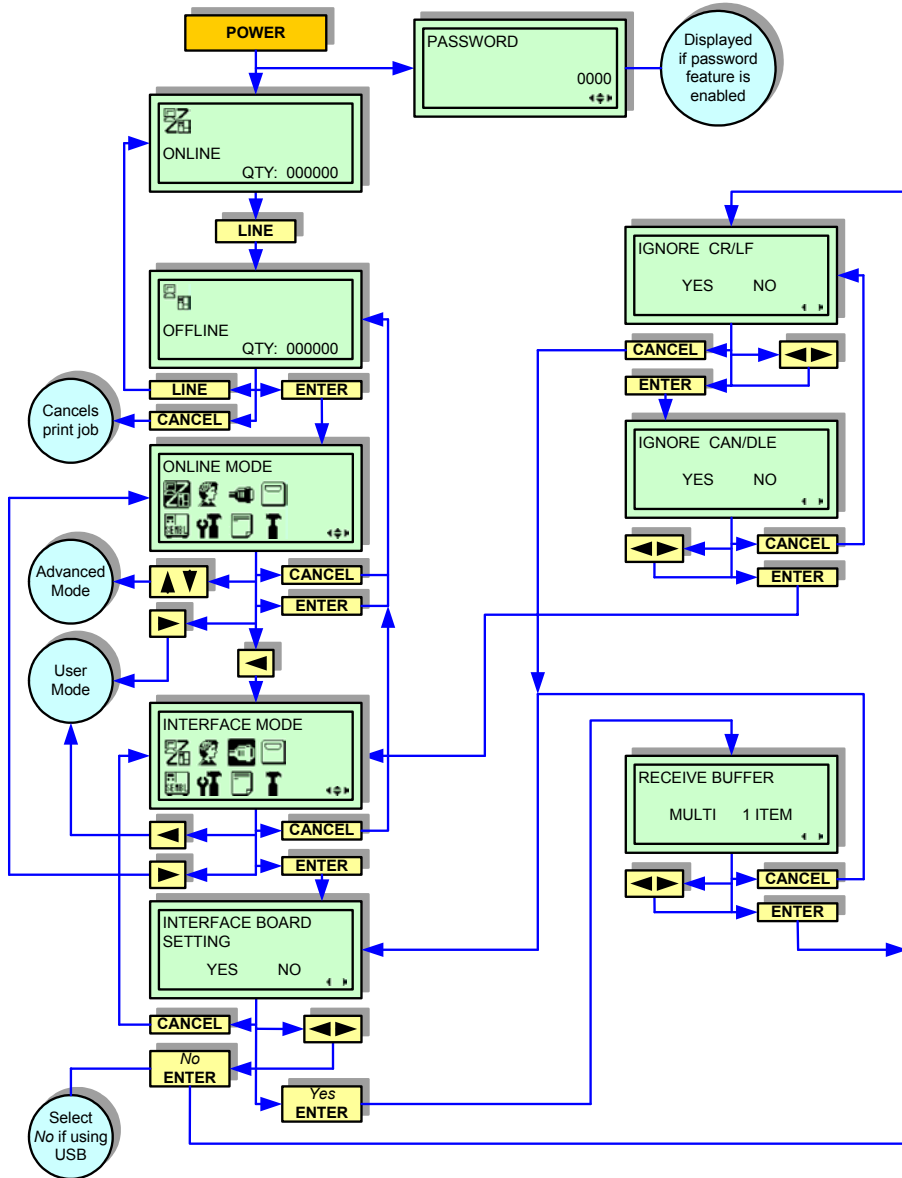 POWER
PASSWORD
0000
Displayed
if password
feature is
enabled
ONLINE
QTY: 000000
LINE
OFFLINE
QTY: 000000
LINE
ENTER
CANCEL
Cancels
print job
ONLINE MODE
Advanced
Mode
CANCEL
ENTER
User
Mode
INTERFACE MODE
CANCEL
ENTER
INTERFACE BOARD
SETTING
YES NO
CANCEL
No
ENTER
Yes
ENTER
Select
No if using
USB
IGNORE CR/LF
YES NO
CANCEL
ENTER
IGNORE CAN/DLE
YES NO
CANCEL
ENTER
RECEIVE BUFFER
MULTI 1 ITEM
CANCEL
ENTER